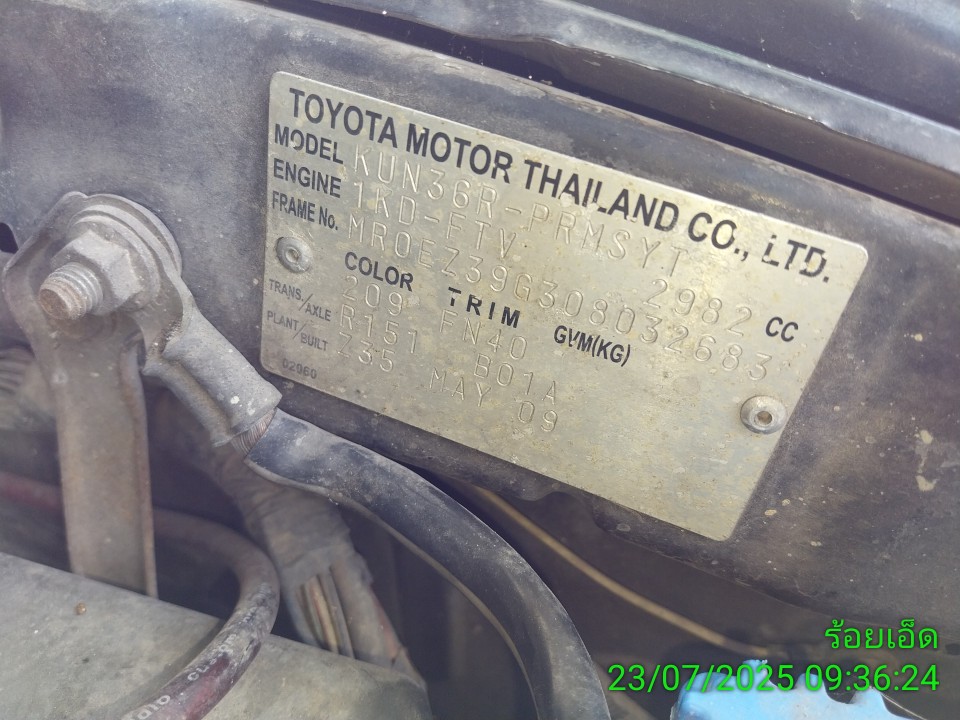 TOYOTA MOTOR THAILAND CO., LTD.
MODEL KUN36R-PRMSYT
ENGINE 1KD-FTV 2982 CC
FRAME No. MR0EZ39G308032683
COLOR TRIM GVM(KG)
209 FN40
TRANS./AXLE R151 B01A
PLANT/BUILT Z35 MAY 09
02060
ร้อยเอ็ด
23/07/2025 09:36:24